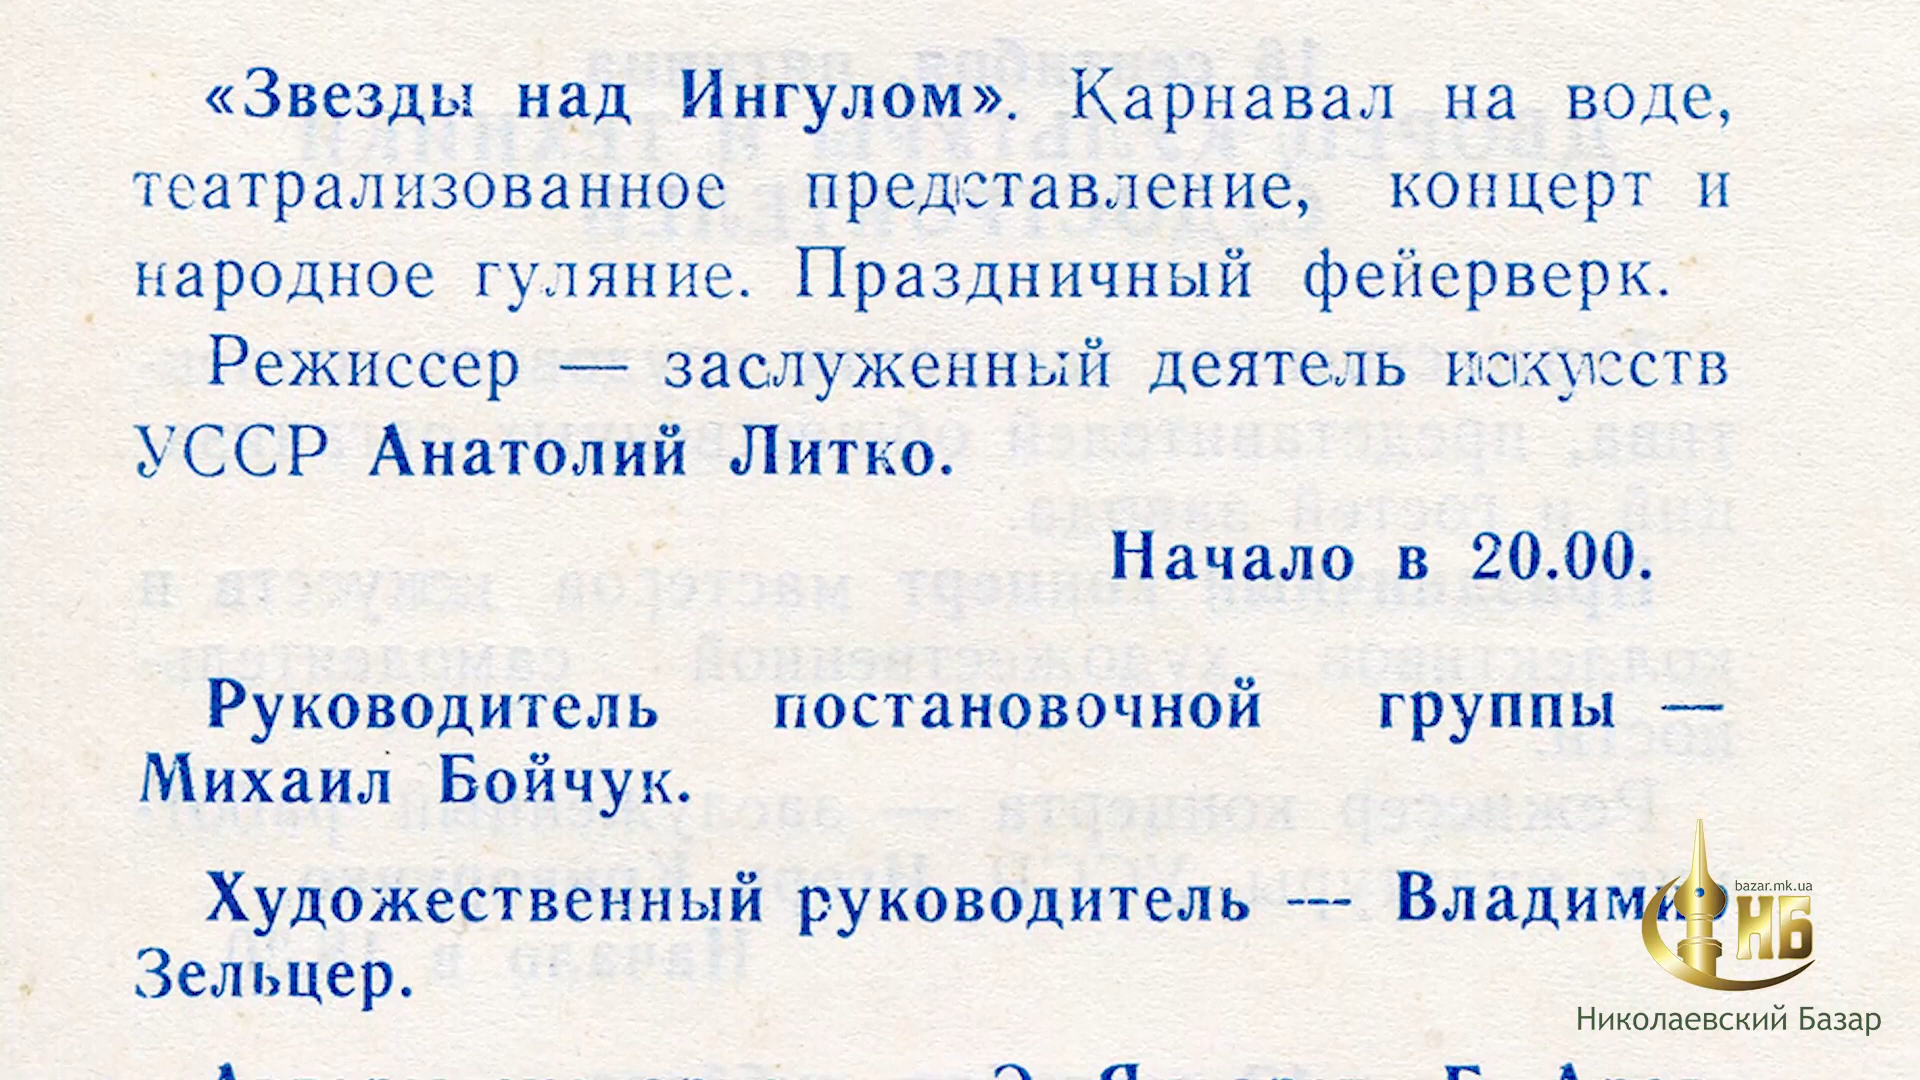 «Звезды над Ингулом». Карнавал на воде,
театрализованное представление, концерт и
народное гуляние. Праздничный фейерверк.
Режиссер — заслуженный деятель искусств
УССР Анатолий Литко.
Начало в 20.00.
Руководитель постановочной группы —
Михаил Бойчук.
Художественный руководитель — Владимир
Зельцер.
bazar.mk.ua
НБ
Николаевский Базар